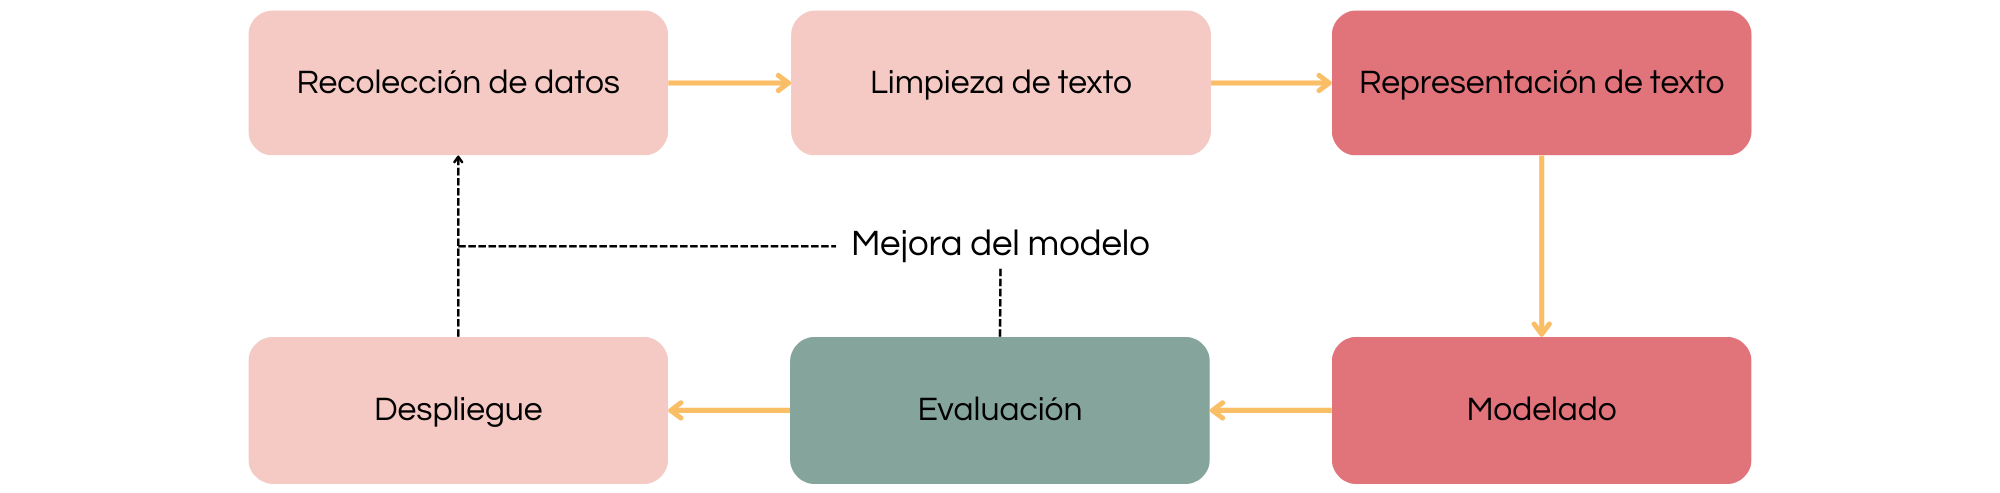 Recolección de datos
Limpieza de texto
Representación de texto
Mejora del modelo
Despliegue
Evaluación
Modelado